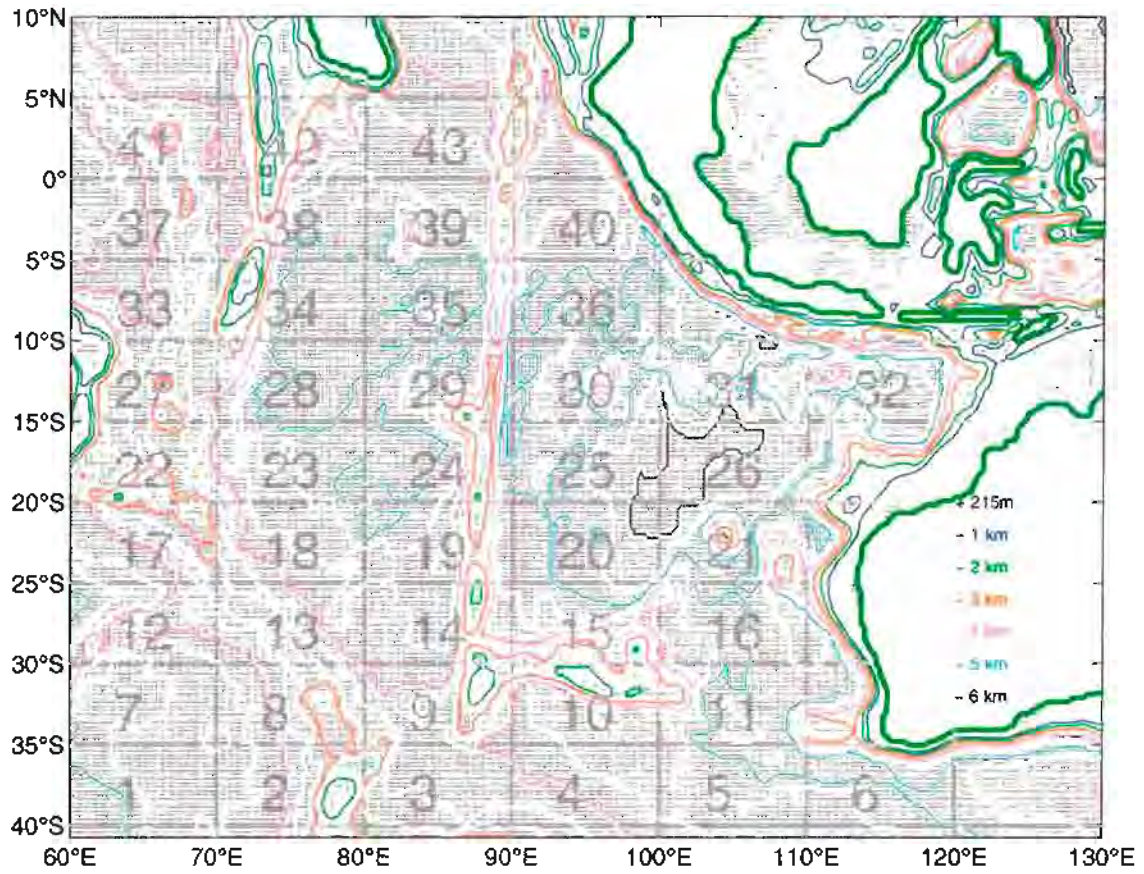 10°N
5°N
41 43
0°
37 38 39 40
5°S
33 34 35 36
10°S
28 29 30 31 32
15°S
22 23 24 25 26
20°S
+ 215m
17 18 19 20
- 1 km
- 2 km
25°S
- 3 km
12 13 14 15 16
30°S
- 5 km
7 8 9 10 11
- 6 km
35°S
1 2 3 4 5 6
40°S
60°E 70°E 80°E 90°E 100°E 110°E 120°E 130°E